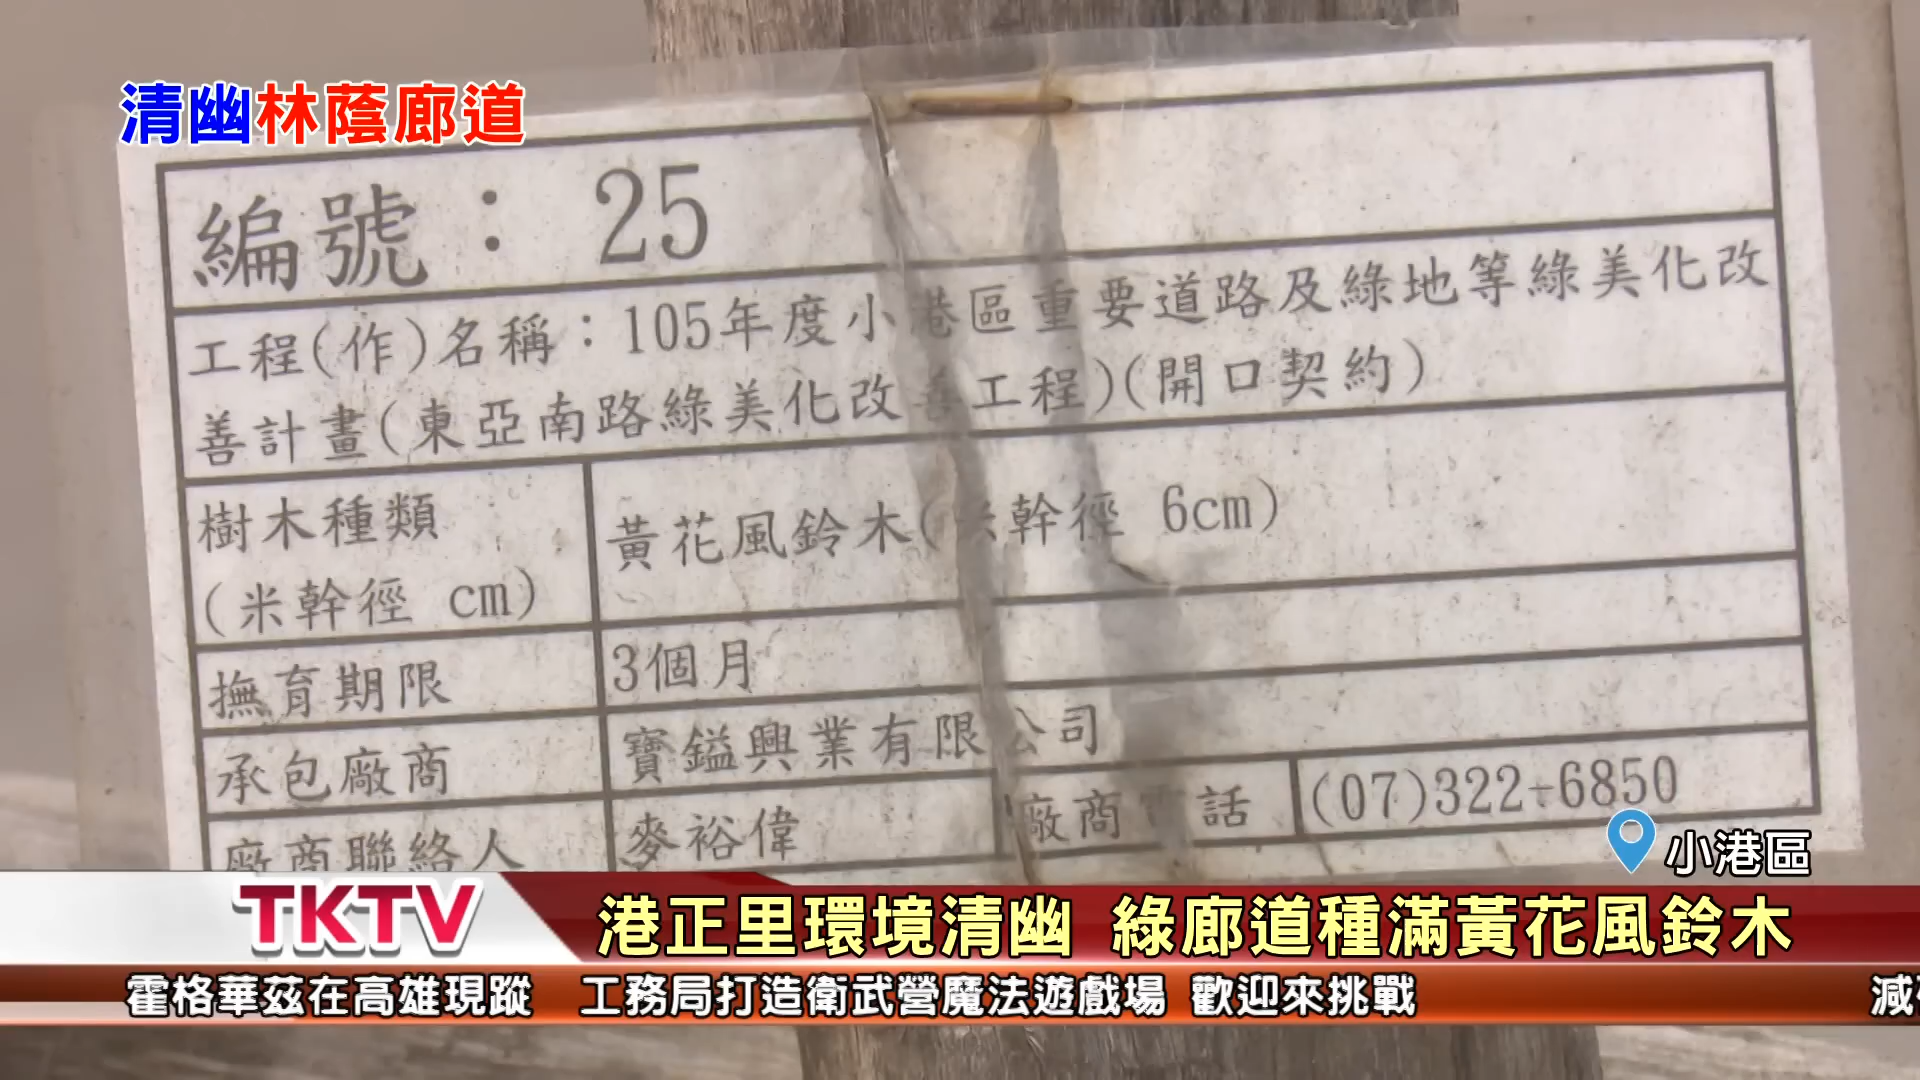 清幽林蔭廊道
編號：25
工程(作)名稱：105年度小港區重要道路及綠地等綠美化改
善計畫(東亞南路綠美化改善工程)(開口契約)
樹木種類
(米幹徑 cm)
黃花風鈴木(米幹徑 6cm)
撫育期限
3個月
承包廠商
寶鎰興業有限公司
廠商聯絡人
麥裕偉
廠商電話
(07)322-6850
小港區
TKTV
港正里環境清幽 綠廊道種滿黃花風鈴木
霍格華茲在高雄現蹤 工務局打造衛武營魔法遊戲場 歡迎來挑戰